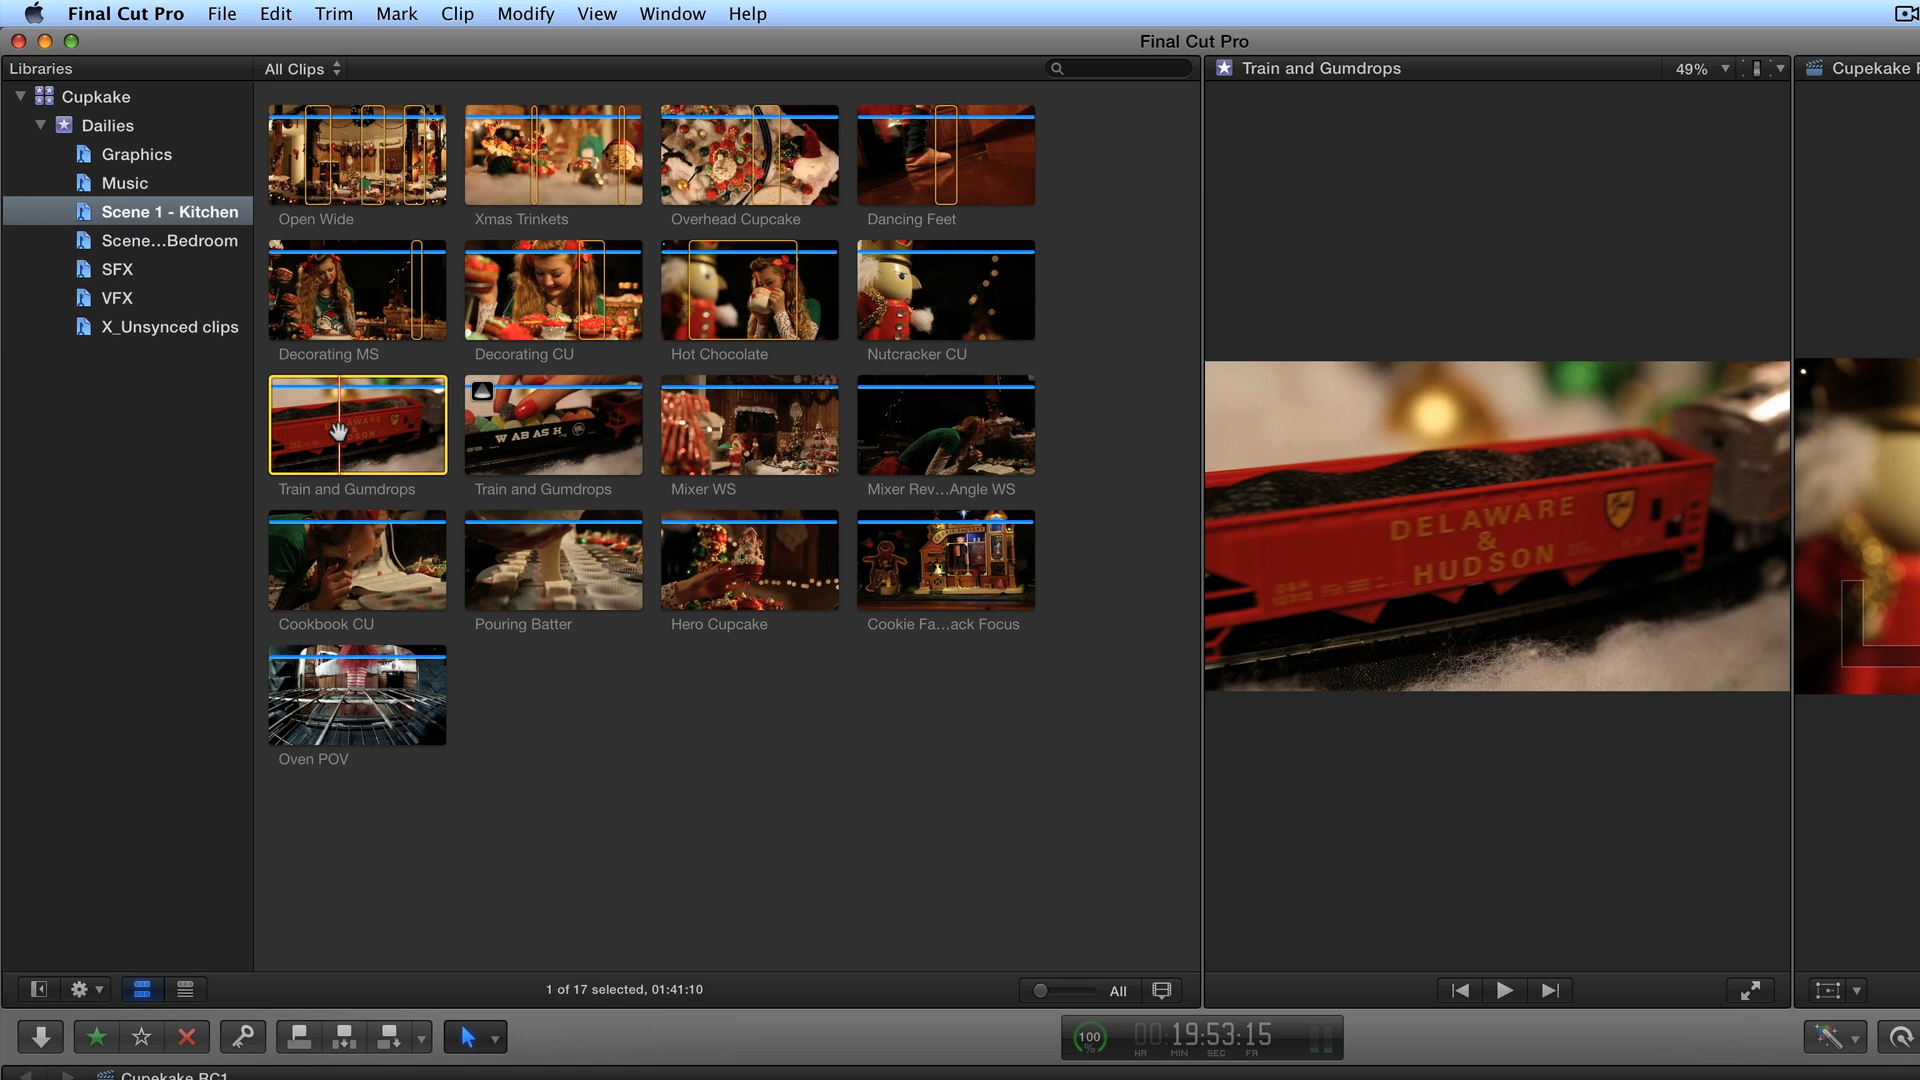 Final Cut Pro File Edit Trim Mark Clip Modify View Window Help
Final Cut Pro
Libraries
All Clips
Train and Gumdrops
49%
Cupekake
Cupkake
Dailies
Graphics
Music
Scene 1 - Kitchen
Scene...Bedroom
SFX
VFX
X_Unsynced clips
Open Wide
Xmas Trinkets
Overhead Cupcake
Dancing Feet
Decorating MS
Decorating CU
Hot Chocolate
Nutcracker CU
WABASH
Train and Gumdrops
Train and Gumdrops
Mixer WS
Mixer Rev...Angle WS
Cookbook CU
Pouring Batter
Hero Cupcake
Cookie Fa...ack Focus
Oven POV
DELAWARE
&
HUDSON
1 of 17 selected, 01:41:10
All
100
%
00:19:53:15
HR MIN SEC FR
Cupekake RC1